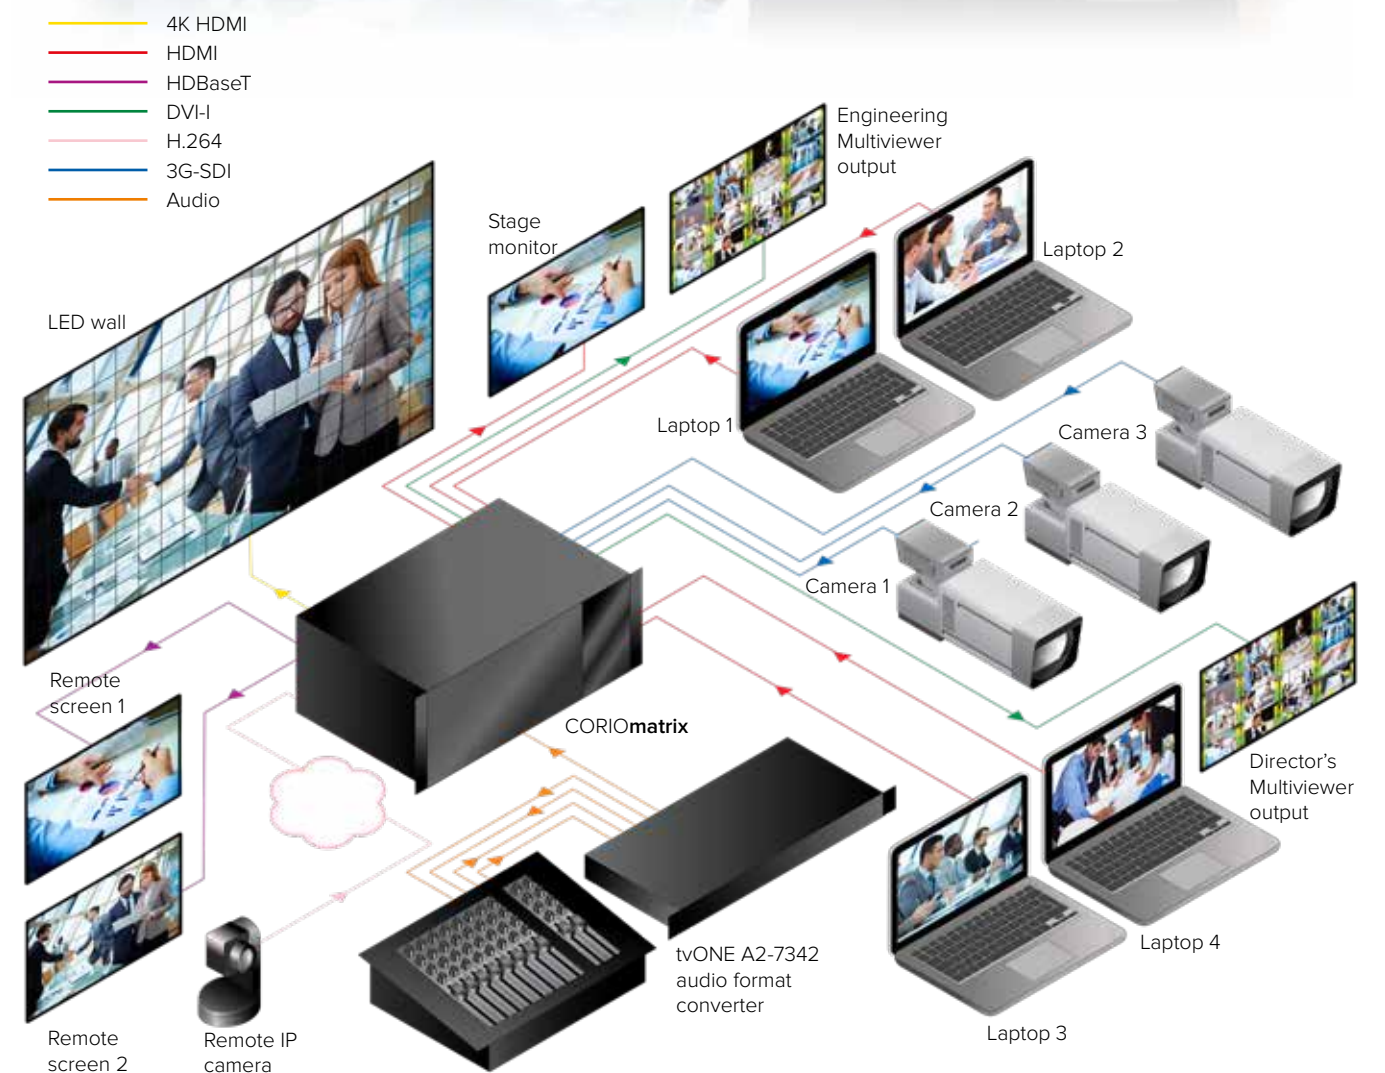 4K HDMI
HDMI
HDBaseT
DVI-I
H.264
3G-SDI
Audio
Engineering
Multiviewer
output
Stage
monitor
Laptop 2
LED wall
Laptop 1
Camera 3
Camera 2
Camera 1
Remote
screen 1
CORIOmatrix
Director's
Multiviewer
output
Laptop 4
tvONE A2-7342
audio format
converter
Laptop 3
Remote
screen 2
Remote IP
camera